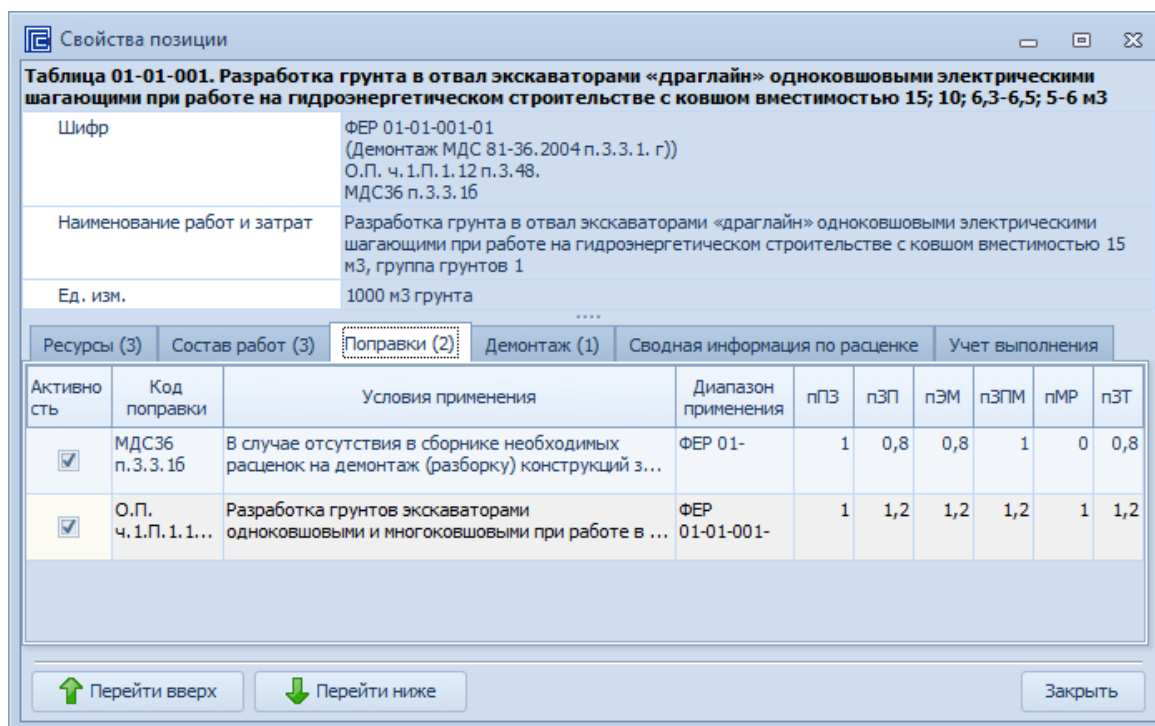 Свойства позиции
Таблица 01-01-001. Разработка грунта в отвал экскаваторами «драглайн» одноковшовыми электрическими
шагающими при работе на гидроэнергетическом строительстве с ковшом вместимостью 15; 10; 6,3-6,5; 5-6 м3
Шифр
ФЕР 01-01-001-01
(Демонтаж МДС 81-36.2004 п.3.3.1. г))
О.П. ч.1.П.1.12 п.3.48.
МДС36 п.3.3.1б
Наименование работ и затрат
Разработка грунта в отвал экскаваторами «драглайн» одноковшовыми электрическими
шагающими при работе на гидроэнергетическом строительстве с ковшом вместимостью 15
м3, группа грунтов 1
Ед. изм.
1000 м3 грунта
Ресурсы (3) Состав работ (3) Поправки (2) Демонтаж (1) Сводная информация по расценке Учет выполнения
Активно Код Условия применения Диапазон пПЗ пЗП пЭМ пЗПМ пМР пЗТ
сть поправки применения
МДС36 В случае отсутствия в сборнике необходимых ФЕР 01- 1 0,8 0,8 1 0 0,8
п.3.3.1б расценок на демонтаж (разборку) конструкций з...
О.П. Разработка грунтов экскаваторами ФЕР 1 1,2 1,2 1,2 1 1,2
ч.1.П.1.1... одноковшовыми и многоковшовыми при работе в ... 01-01-001-
Перейти вверх Перейти ниже Закрыть